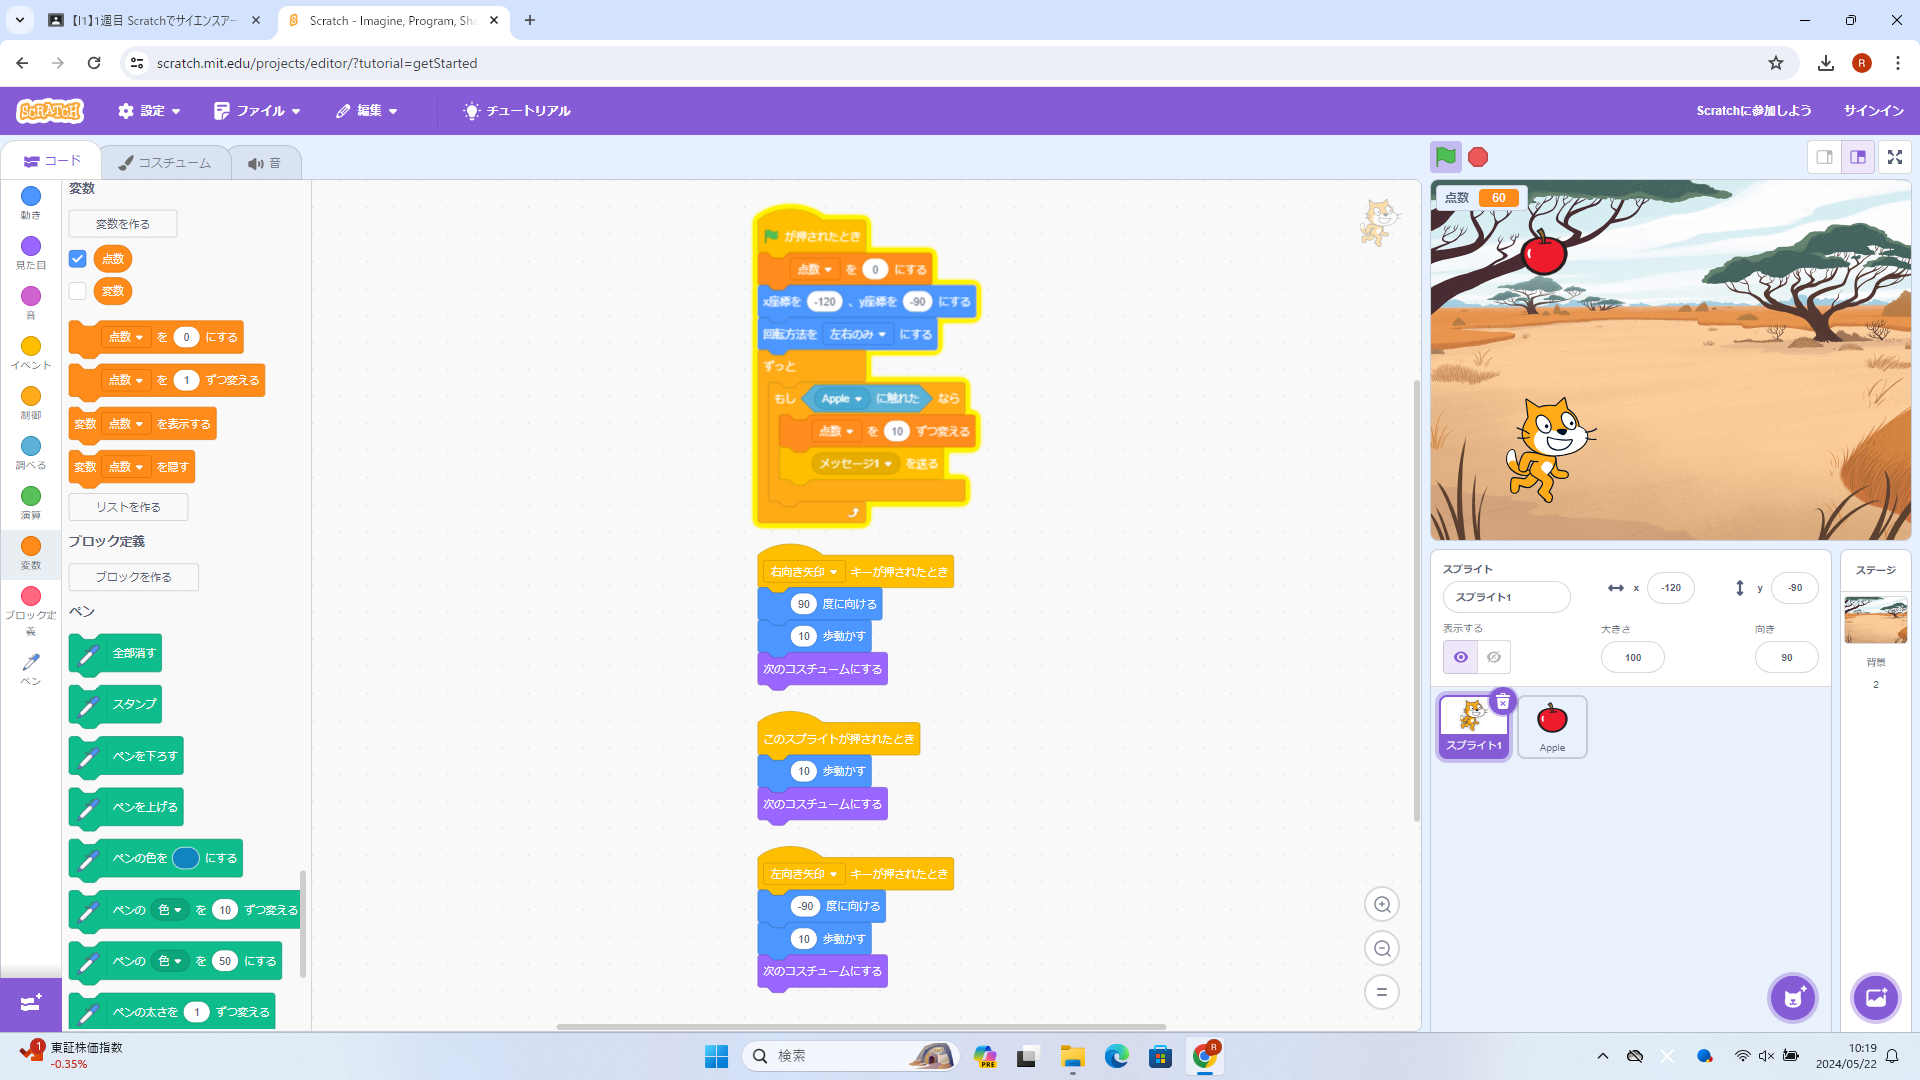 【I1】1週目 Scratchでサイエンスアー
Scratch - Imagine, Program, Sha
scratch.mit.edu/projects/editor/?tutorial=getStarted
R
SCRATCH
設定
ファイル
編集
チュートリアル
Scratchに参加しよう
サインイン
コード
コスチューム
音
動き
見た目
音
イベント
制御
調べる
演算
変数
ブロック定
義
ペン
変数
変数を作る
点数
変数
点数 を 0 にする
点数 を 1 ずつ変える
変数 点数 を表示する
変数 点数 を隠す
リストを作る
ブロック定義
ブロックを作る
ペン
全部消す
スタンプ
ペンを下ろす
ペンを上げる
ペンの色を にする
ペンの 色 を 10 ずつ変える
ペンの 色 を 50 にする
ペンの太さを 1 ずつ変える
が押されたとき
点数 を 0 にする
x座標を -120 、y座標を -90 にする
回転方法を 左右のみ にする
ずっと
もし Apple に触れた なら
点数 を 10 ずつ変える
メッセージ1 を送る
右向き矢印 キーが押されたとき
90 度に向ける
10 歩動かす
次のコスチュームにする
このスプライトが押されたとき
10 歩動かす
次のコスチュームにする
左向き矢印 キーが押されたとき
-90 度に向ける
10 歩動かす
次のコスチュームにする
点数 60
スプライト
スプライト1
x -120
y -90
表示する
大きさ
100
向き
90
スプライト1
Apple
ステージ
背景
2
1
東証株価指数
-0.35%
検索
PRE
R
10:19
2024/05/22